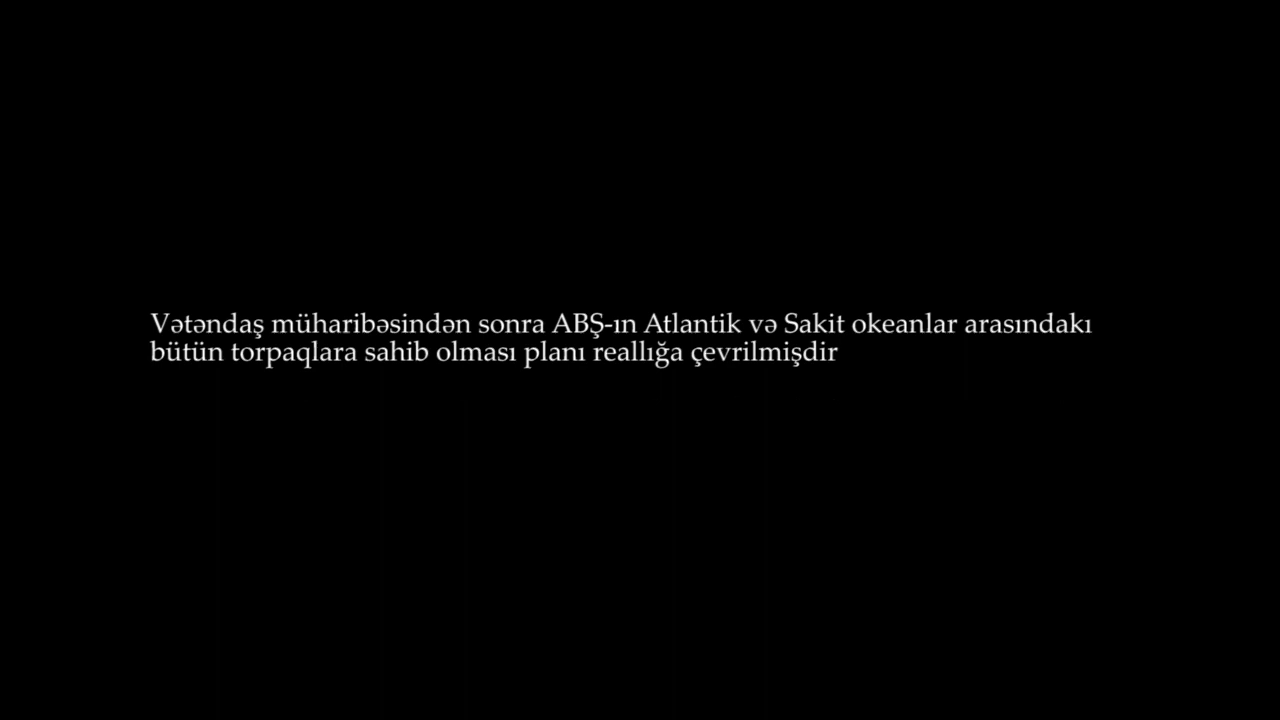 Vətəndaş müharibəsindən sonra ABŞ-ın Atlantik və Sakit okeanlar arasındakı
bütün torpaqlara sahib olması planı reallığa çevrilmişdir